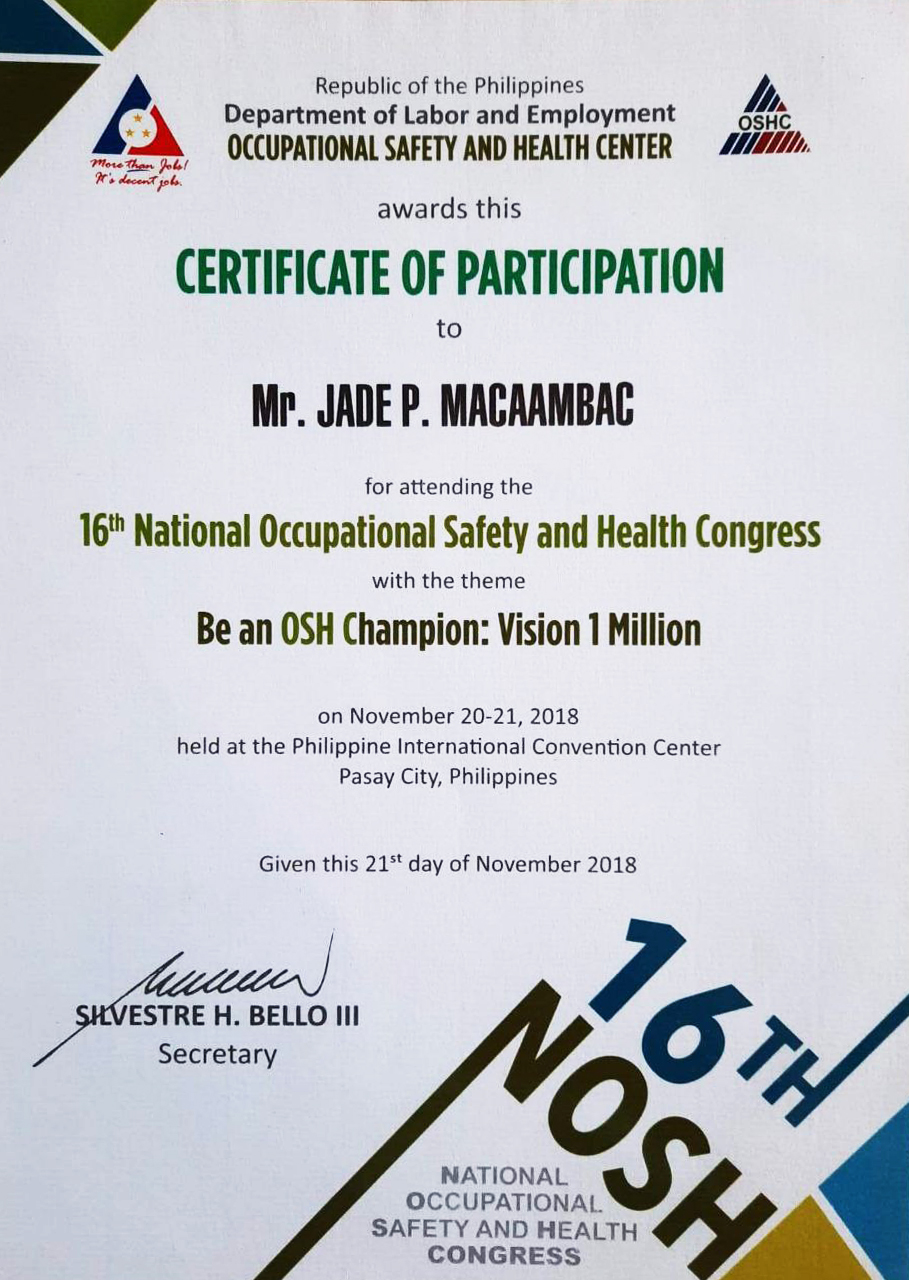 Republic of the Philippines
Department of Labor and Employment
OCCUPATIONAL SAFETY AND HEALTH CENTER
More than Jobs!
It's decent jobs.
OSHC
awards this
CERTIFICATE OF PARTICIPATION
to
Mr. JADE P. MACAAMBAC
for attending the
16th National Occupational Safety and Health Congress
with the theme
Be an OSH Champion: Vision 1 Million
on November 20-21, 2018
held at the Philippine International Convention Center
Pasay City, Philippines
Given this 21st day of November 2018
SILVESTRE H. BELLO III
Secretary
16TH
NOSH
NATIONAL
OCCUPATIONAL
SAFETY AND HEALTH
CONGRESS